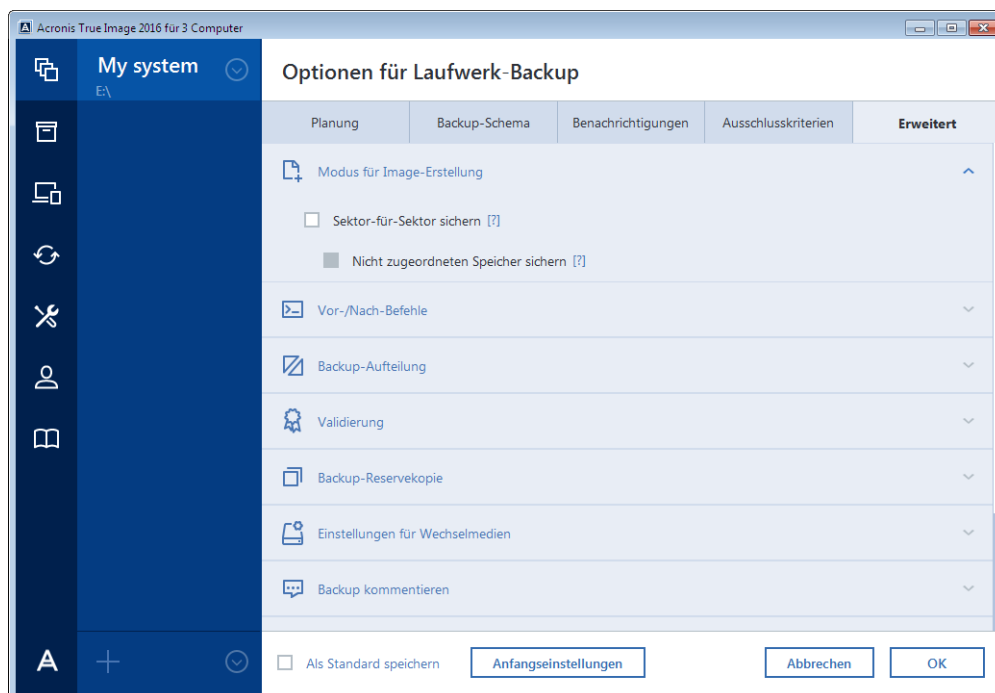 Acronis True Image 2016 für 3 Computer
My system
E:\
Optionen für Laufwerk-Backup
Planung
Backup-Schema
Benachrichtigungen
Ausschlusskriterien
Erweitert
Modus für Image-Erstellung
Sektor-für-Sektor sichern [?]
Nicht zugeordneten Speicher sichern [?]
Vor-/Nach-Befehle
Backup-Aufteilung
Validierung
Backup-Reservekopie
Einstellungen für Wechselmedien
Backup kommentieren
Als Standard speichern
Anfangseinstellungen
Abbrechen
OK